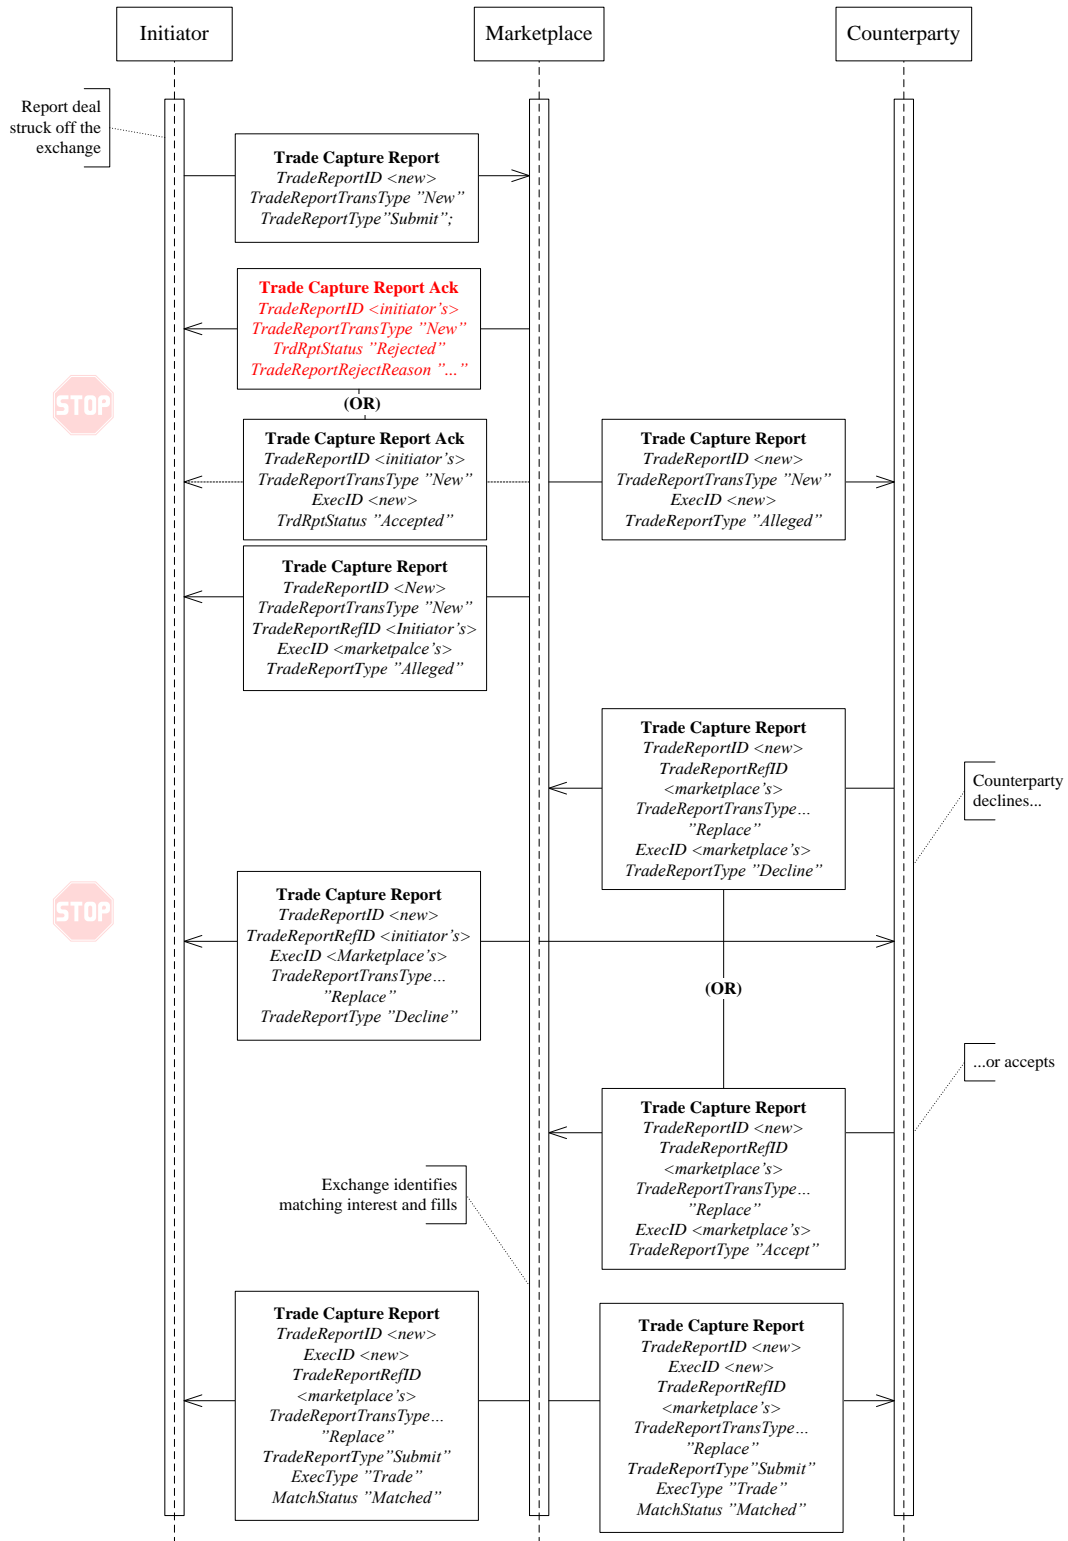 Initiator
Marketplace
Counterparty
Report deal
struck off the
exchange
Trade Capture Report
TradeReportID <new>
TradeReportTransType "New"
TradeReportType"Submit";
Trade Capture Report Ack
TradeReportID <initiator's>
TradeReportTransType "New"
TrdRptStatus "Rejected"
TradeReportRejectReason "..."
STOP
(OR)
Trade Capture Report Ack
TradeReportID <initiator's>
TradeReportTransType "New"
ExecID <new>
TrdRptStatus "Accepted"
Trade Capture Report
TradeReportID <new>
TradeReportTransType "New"
ExecID <new>
TradeReportType "Alleged"
Trade Capture Report
TradeReportID <New>
TradeReportTransType "New"
TradeReportRefID <Initiator's>
ExecID <marketpalce's>
TradeReportType "Alleged"
Trade Capture Report
TradeReportID <new>
TradeReportRefID
<marketplace's>
TradeReportTransType...
"Replace"
ExecID <marketplace's>
TradeReportType "Decline"
Counterparty
declines...
STOP
Trade Capture Report
TradeReportID <new>
TradeReportRefID <initiator's>
ExecID <Marketplace's>
TradeReportTransType...
"Replace"
TradeReportType "Decline"
(OR)
...or accepts
Trade Capture Report
TradeReportID <new>
TradeReportRefID
<marketplace's>
TradeReportTransType...
"Replace"
ExecID <marketplace's>
TradeReportType "Accept"
Exchange identifies
matching interest and fills
Trade Capture Report
TradeReportID <new>
ExecID <new>
TradeReportRefID
<marketplace's>
TradeReportTransType...
"Replace"
TradeReportType"Submit"
ExecType "Trade"
MatchStatus "Matched"
Trade Capture Report
TradeReportID <new>
ExecID <new>
TradeReportRefID
<marketplace's>
TradeReportTransType...
"Replace"
TradeReportType"Submit"
ExecType "Trade"
MatchStatus "Matched"